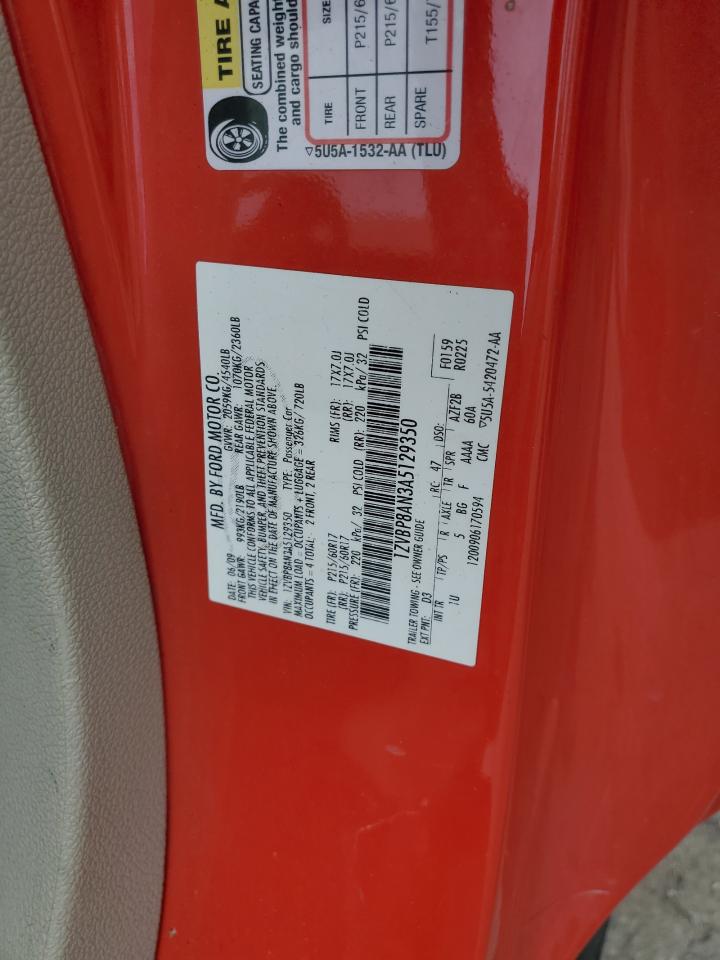 TIRE A
SEATING CAPA
The combined weight
and cargo should
TIRE SIZE
FRONT P215/6
REAR P215/6
SPARE T155/
▽5U5A-1532-AA (TLU)
MFD. BY FORD MOTOR CO.
DATE: 06/09 GVWR: 2059KG/4540LB
FRONT GAWR: 993KG/2190LB REAR GAWR: 1070KG/2360LB
THIS VEHICLE CONFORMS TO ALL APPLICABLE FEDERAL MOTOR
VEHICLE SAFETY, BUMPER, AND THEFT PREVENTION STANDARDS
IN EFFECT ON THE DATE OF MANUFACTURE SHOWN ABOVE.
VIN: 1ZVBP8AN3A5129350 TYPE: Passenger Car
MAXIMUM LOAD = OCCUPANTS + LUGGAGE = 326KG/ 720LB
OCCUPANTS = 4 TOTAL: 2 FRONT, 2 REAR
TIRE (FR): P215/60R17 RIMS (FR): 17X7.0J
(RR): P215/60R17 (RR): 17X7.0J
PRESSURE (FR): 220 kPa/ 32 PSI COLD (RR): 220 kPa/ 32 PSI COLD
1ZVBP8AN3A5129350
TRAILER TOWING - SEE OWNER GUIDE
EXT PNT: D3 RC: 47 DSO: F0159
INT TR TP/PS R AXLE TR SPR AZF2B R0225
1U 5 BG F AAAA 60A
1200906170594 CMC ▽5U5A-5420472-AA